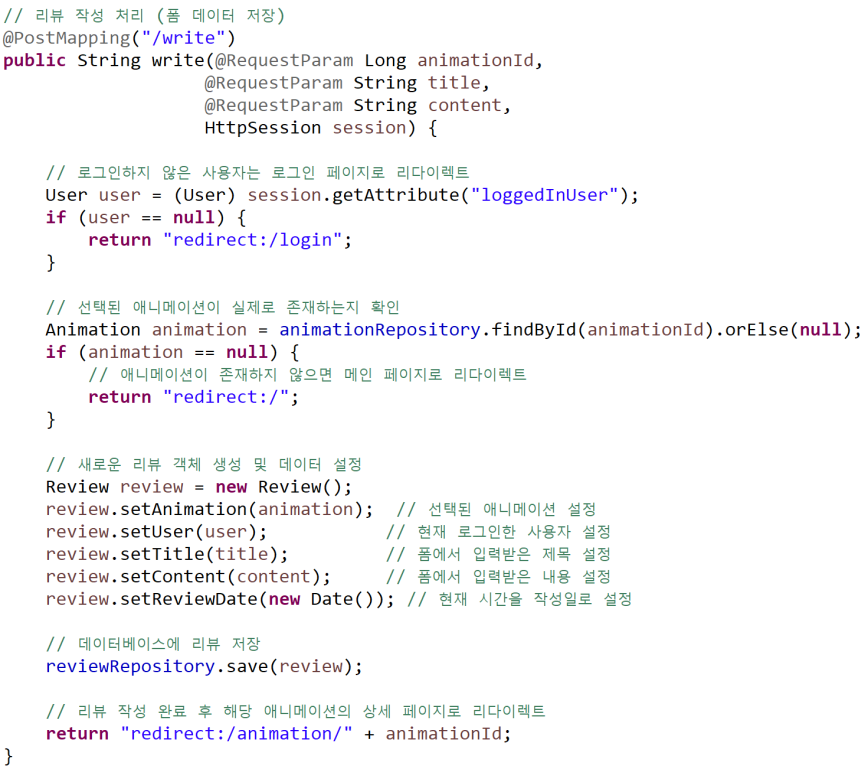 // 리뷰 작성 처리 (폼 데이터 저장)
@PostMapping("/write")
public String write(@RequestParam Long animationId,
                   @RequestParam String title,
                   @RequestParam String content,
                   HttpSession session) {

    // 로그인하지 않은 사용자는 로그인 페이지로 리다이렉트
    User user = (User) session.getAttribute("loggedInUser");
    if (user == null) {
        return "redirect:/login";
    }

    // 선택된 애니메이션이 실제로 존재하는지 확인
    Animation animation = animationRepository.findById(animationId).orElse(null);
    if (animation == null) {
        // 애니메이션이 존재하지 않으면 메인 페이지로 리다이렉트
        return "redirect:/";
    }

    // 새로운 리뷰 객체 생성 및 데이터 설정
    Review review = new Review();
    review.setAnimation(animation);  // 선택된 애니메이션 설정
    review.setUser(user);           // 현재 로그인한 사용자 설정
    review.setTitle(title);         // 폼에서 입력받은 제목 설정
    review.setContent(content);     // 폼에서 입력받은 내용 설정
    review.setReviewDate(new Date()); // 현재 시간을 작성일로 설정

    // 데이터베이스에 리뷰 저장
    reviewRepository.save(review);

    // 리뷰 작성 완료 후 해당 애니메이션의 상세 페이지로 리다이렉트
    return "redirect:/animation/" + animationId;
}